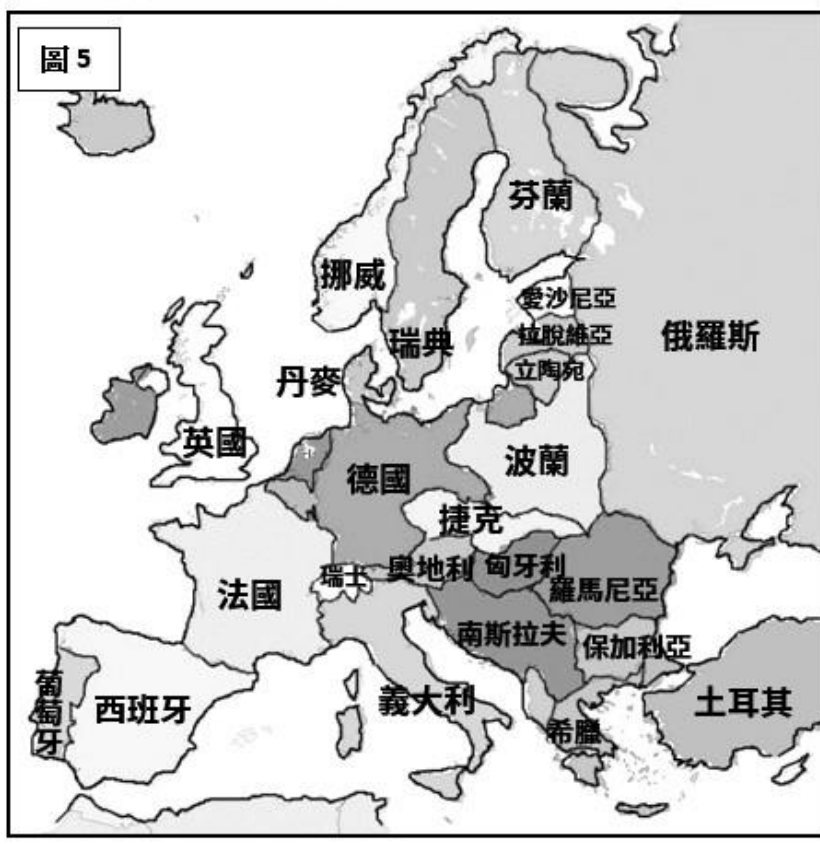 圖 5
芬蘭
挪威
愛沙尼亞
瑞典
拉脫維亞
俄羅斯
立陶宛
丹麥
英國
波蘭
德國
捷克
奧地利
匈牙利
瑞士
羅馬尼亞
法國
南斯拉夫
保加利亞
葡萄牙
西班牙
義大利
土耳其
希臘